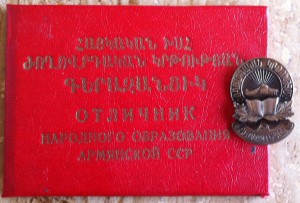 ՀԱՅԿԱԿԱՆ ՍՍՀ
ԺՈՂՈՎՐԴԱԿԱՆ ԿՐԹՈՒԹՅԱՆ
ԳԵՐԱԶԱՆՑԻԿ
ОТЛИЧНИК
НАРОДНОГО ОБРАЗОВАНИЯ
АРМЯНСКОЙ ССР